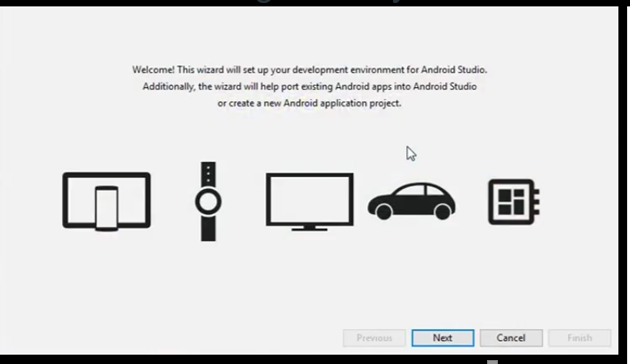 Welcome! This wizard will set up your development environment for Android Studio.
Additionally, the wizard will help port existing Android apps into Android Studio
or create a new Android application project.
Previous
Next
Cancel
Finish